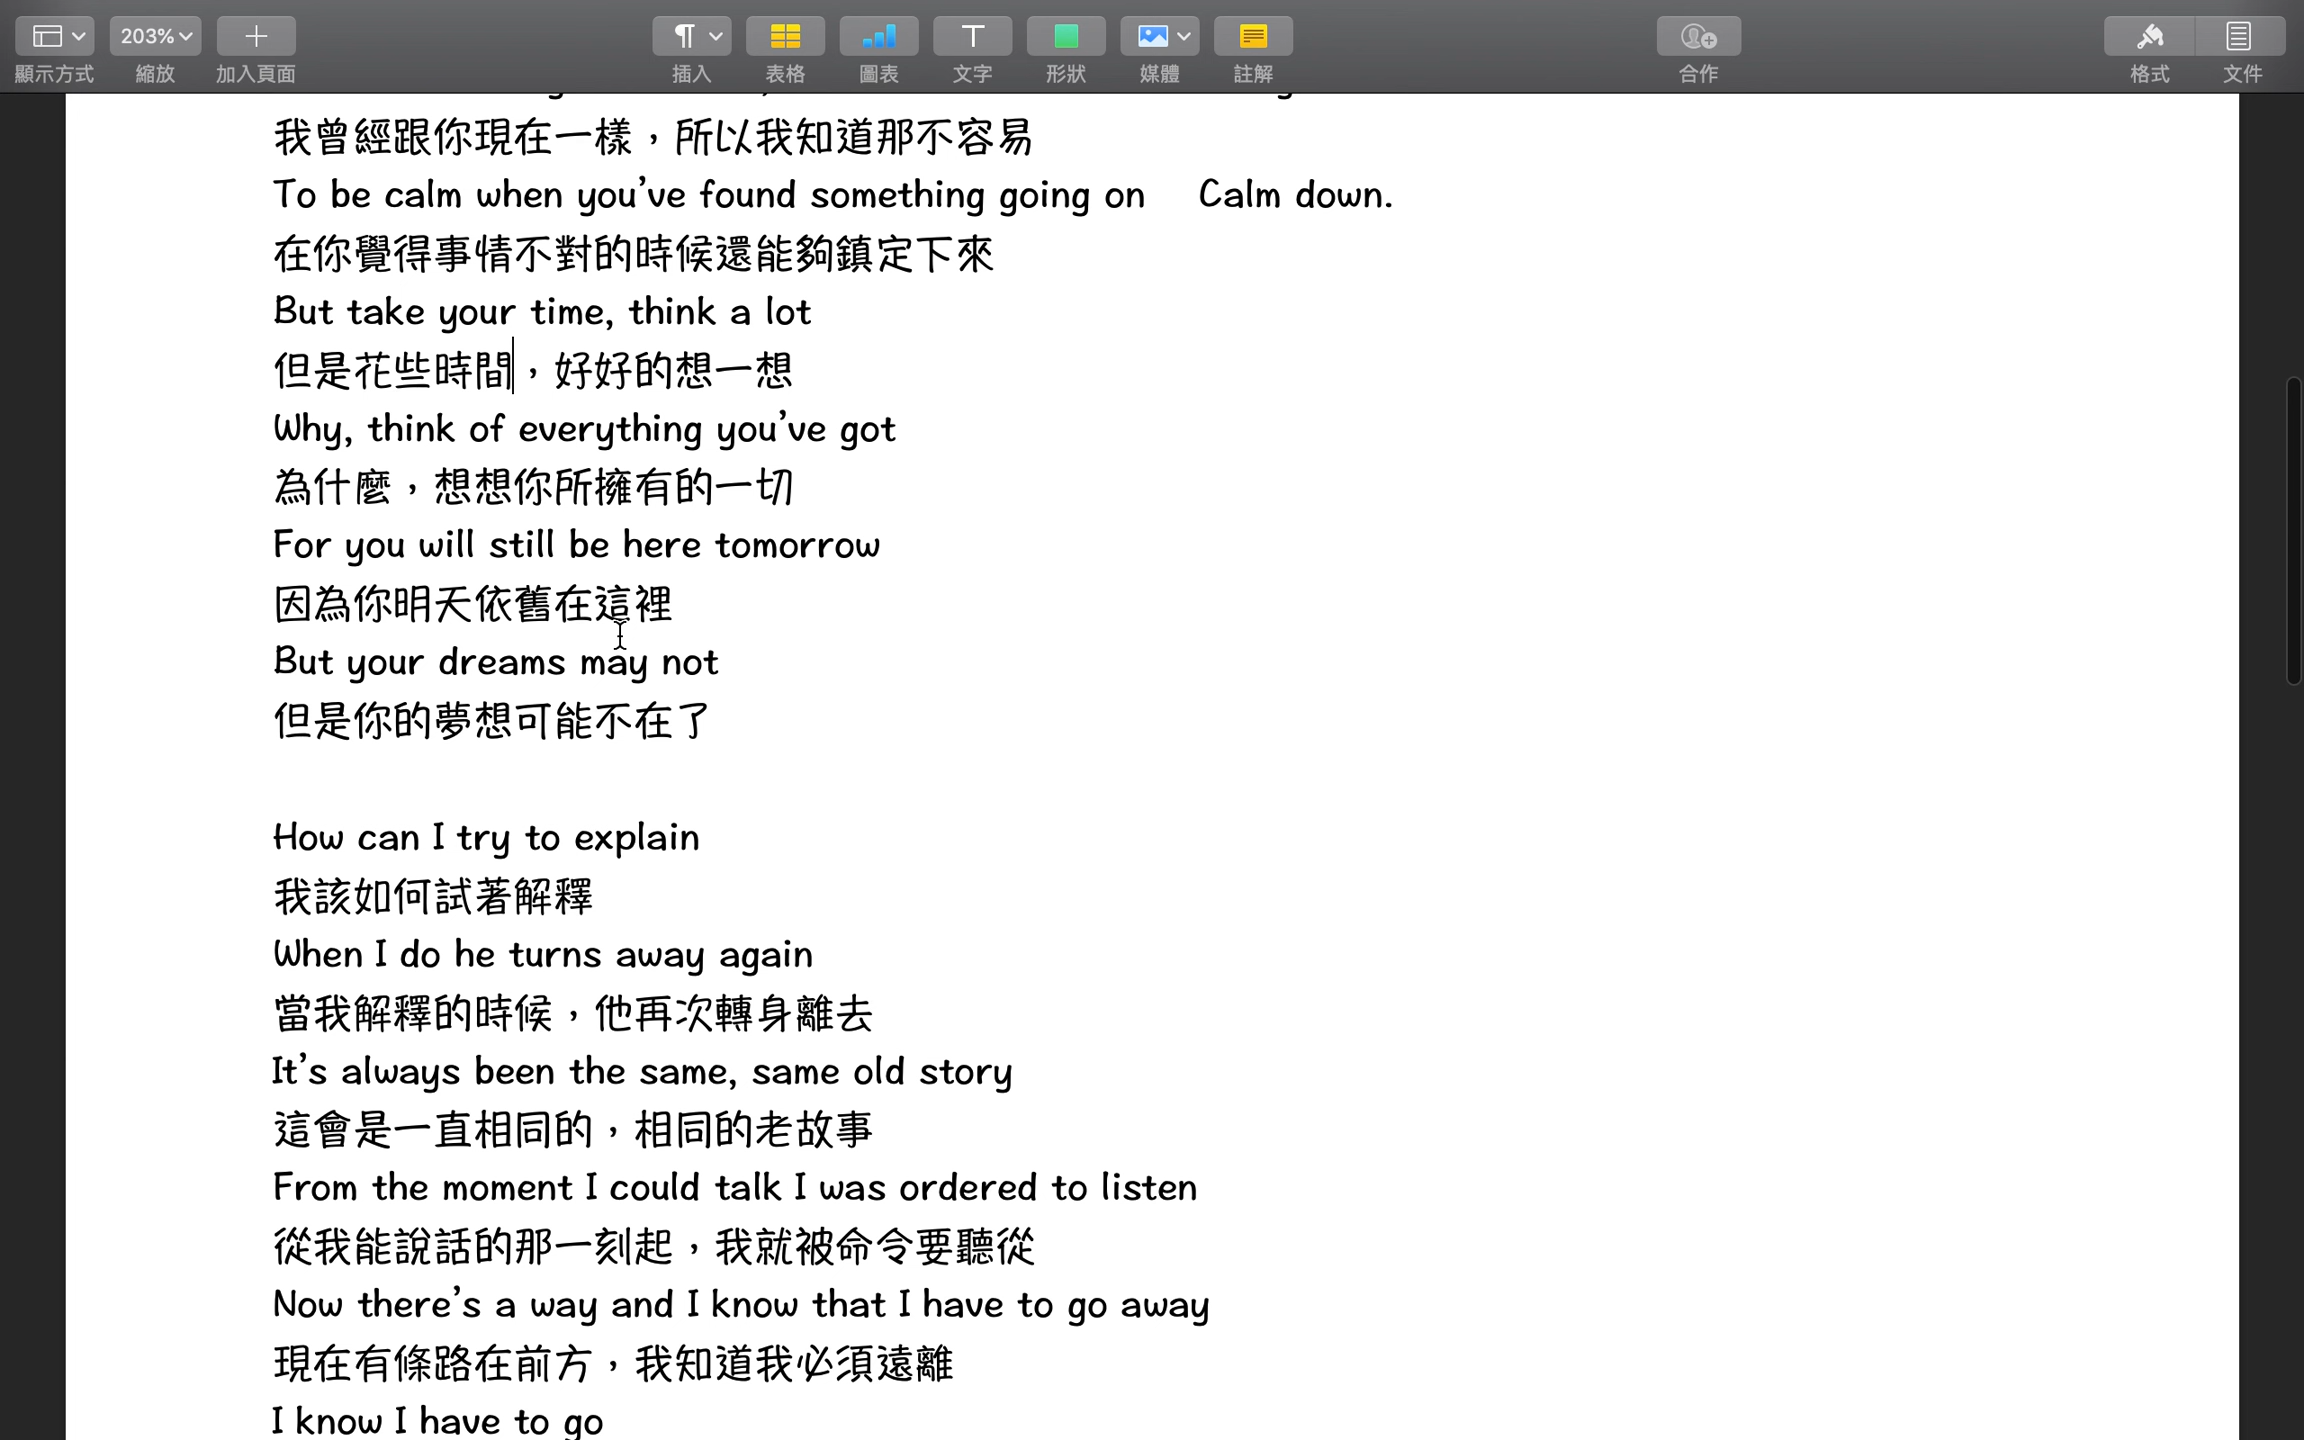 203%
顯示方式
縮放
加入頁面
插入
表格
圖表
文字
形狀
媒體
註解
合作
格式
文件
我曾經跟你現在一樣，所以我知道那不容易
To be calm when you've found something going on Calm down.
在你覺得事情不對的時候還能夠鎮定下來
But take your time, think a lot
但是花些時間，好好的想一想
Why, think of everything you've got
為什麼，想想你所擁有的一切
For you will still be here tomorrow
因為你明天依舊在這裡
But your dreams may not
但是你的夢想可能不在了
How can I try to explain
我該如何試著解釋
When I do he turns away again
當我解釋的時候，他再次轉身離去
It's always been the same, same old story
這會是一直相同的，相同的老故事
From the moment I could talk I was ordered to listen
從我能說話的那一刻起，我就被命令要聽從
Now there's a way and I know that I have to go away
現在有條路在前方，我知道我必須遠離
I know I have to go